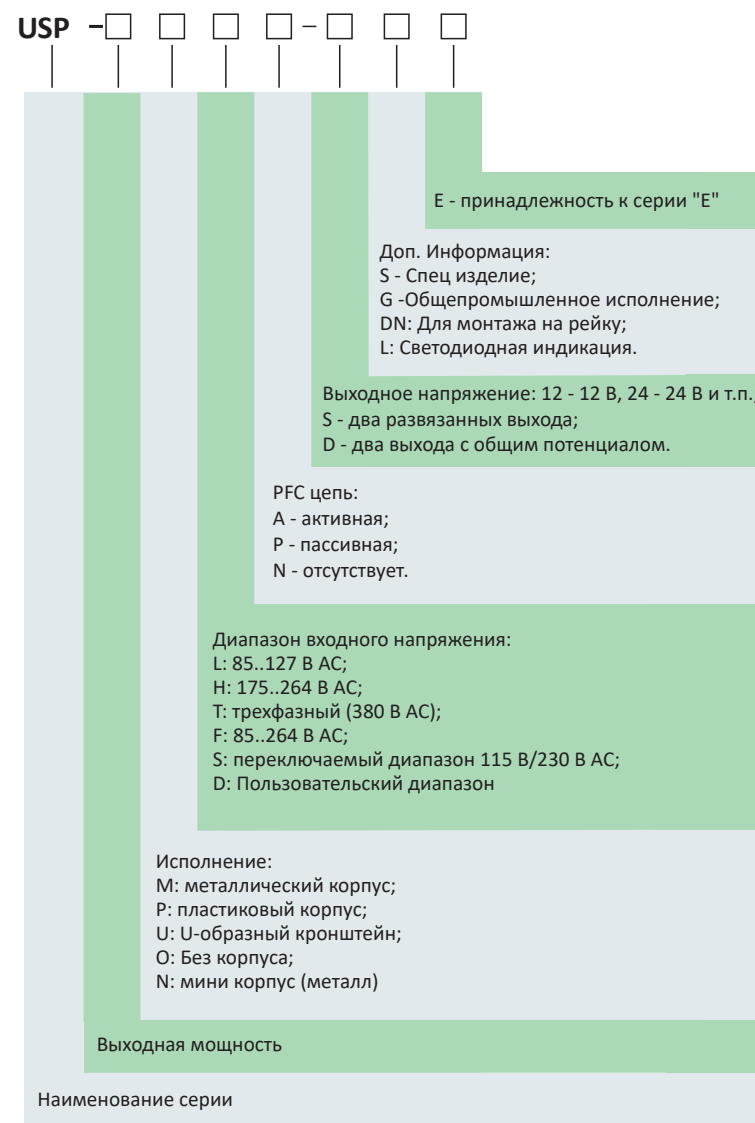 USP -□ □ □ □-□ □ □
E - принадлежность к серии "E"
Доп. Информация:
S - Спец изделие;
G -Общепромышленное исполнение;
DN: Для монтажа на рейку;
L: Светодиодная индикация.
Выходное напряжение: 12 - 12 В, 24 - 24 В и т.п.,
S - два развязанных выхода;
D - два выхода с общим потенциалом.
PFC цепь:
A - активная;
P - пассивная;
N - отсутствует.
Диапазон входного напряжения:
L: 85..127 В AC;
H: 175..264 В AC;
T: трехфазный (380 В AC);
F: 85..264 В AC;
S: переключаемый диапазон 115 В/230 В AC;
D: Пользовательский диапазон
Исполнение:
M: металлический корпус;
P: пластиковый корпус;
U: U-образный кронштейн;
O: Без корпуса;
N: мини корпус (металл)
Выходная мощность
Наименование серии